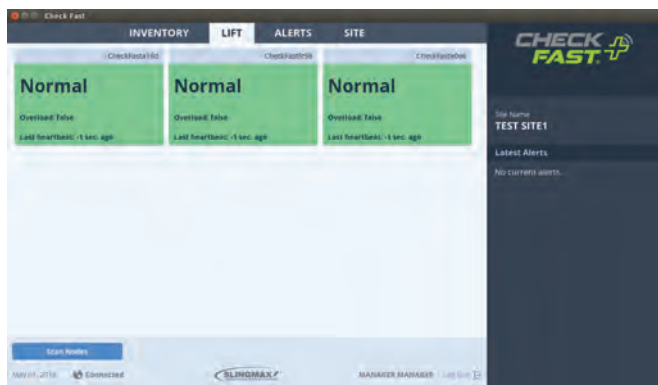 Check Fast
INVENTORY LIFT ALERTS SITE
Normal
Overload: false
Last heartbeat: -1 sec. ago
Normal
Overload: false
Last heartbeat: -1 sec. ago
Normal
Overload: false
Last heartbeat: -1 sec. ago
Scan Nodes
Connected
SLINGMAX
MANAGER MANAGER Log Out
CHECK
FAST.
Site Name
TEST SITE1
Latest Alerts
No current alerts.